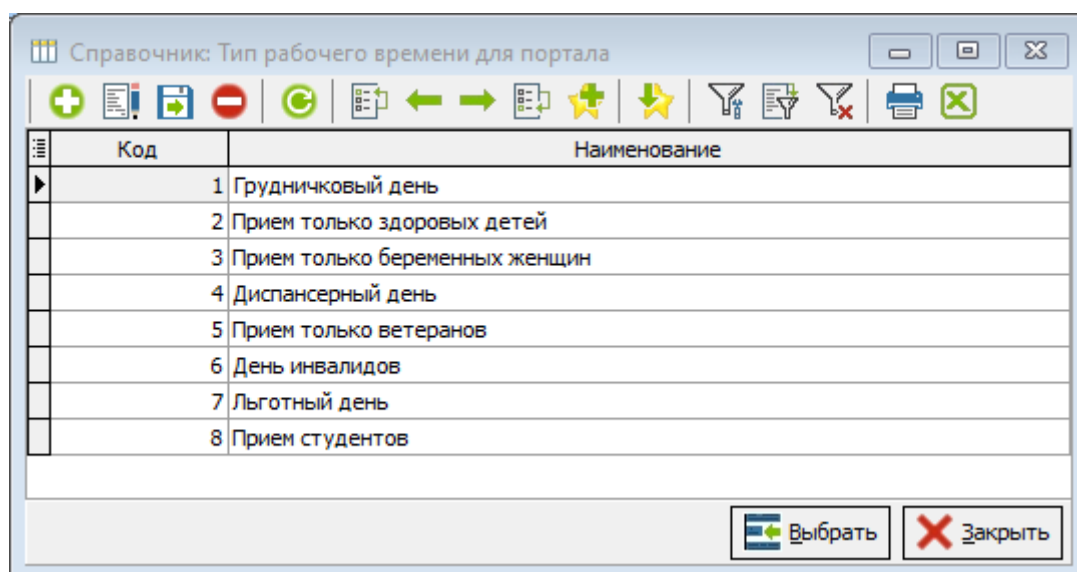 Справочник: Тип рабочего времени для портала
Код Наименование
1 Грудничковый день
2 Прием только здоровых детей
3 Прием только беременных женщин
4 Диспансерный день
5 Прием только ветеранов
6 День инвалидов
7 Льготный день
8 Прием студентов
Выбрать Закрыть